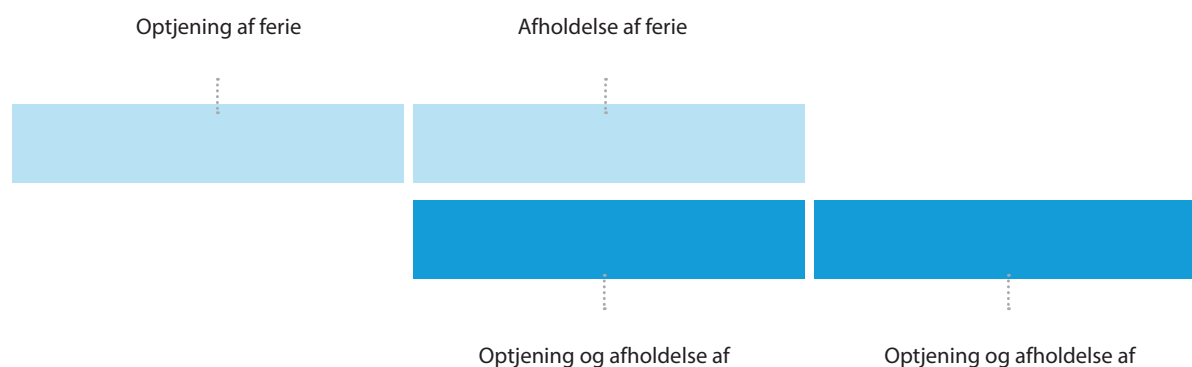 Optjening af ferie
Afholdelse af ferie
Optjening og afholdelse af
Optjening og afholdelse af